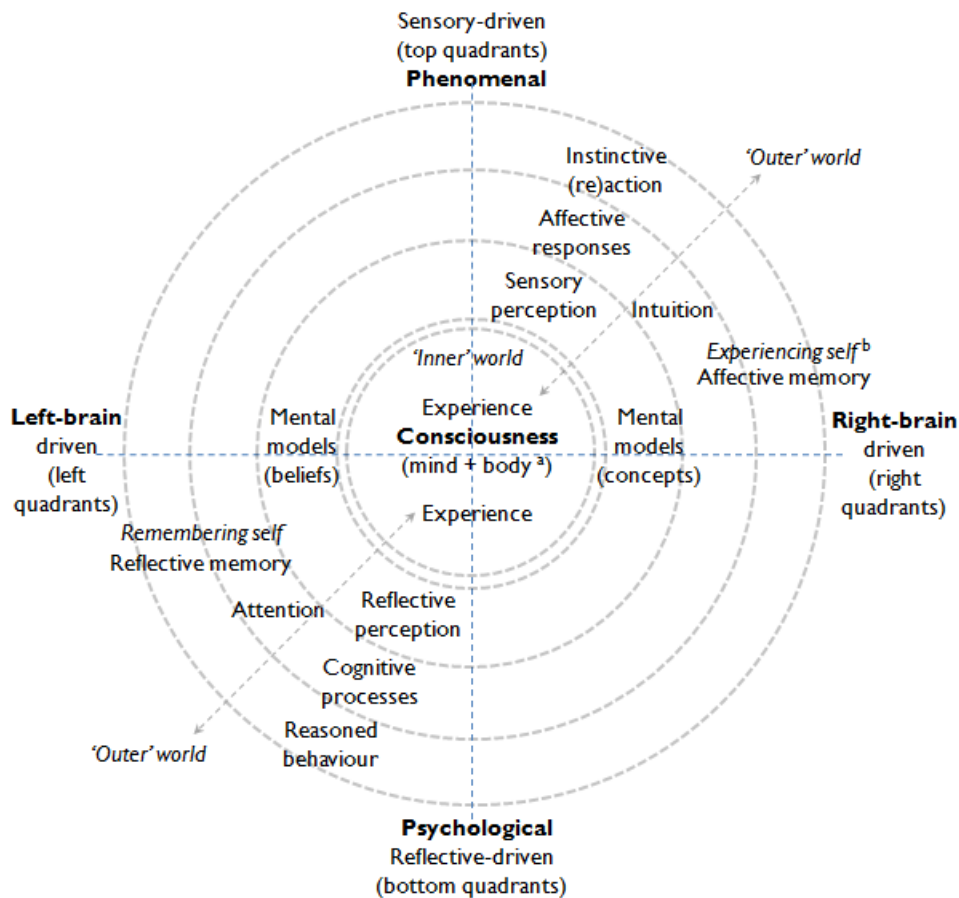 Sensory-driven
(top quadrants)
Phenomenal
Instinctive
(re)action
‘Outer’ world
Affective
responses
Sensory
perception
Intuition
‘Inner’ world
Experiencing self b
Affective memory
Left-brain
driven
(left
quadrants)
Mental
models
(beliefs)
Experience
Consciousness
(mind + body a)
Experience
Mental
models
(concepts)
Right-brain
driven
(right
quadrants)
Remembering self
Reflective memory
Attention
Reflective
perception
Cognitive
processes
Reasoned
behaviour
‘Outer’ world
Psychological
Reflective-driven
(bottom quadrants)